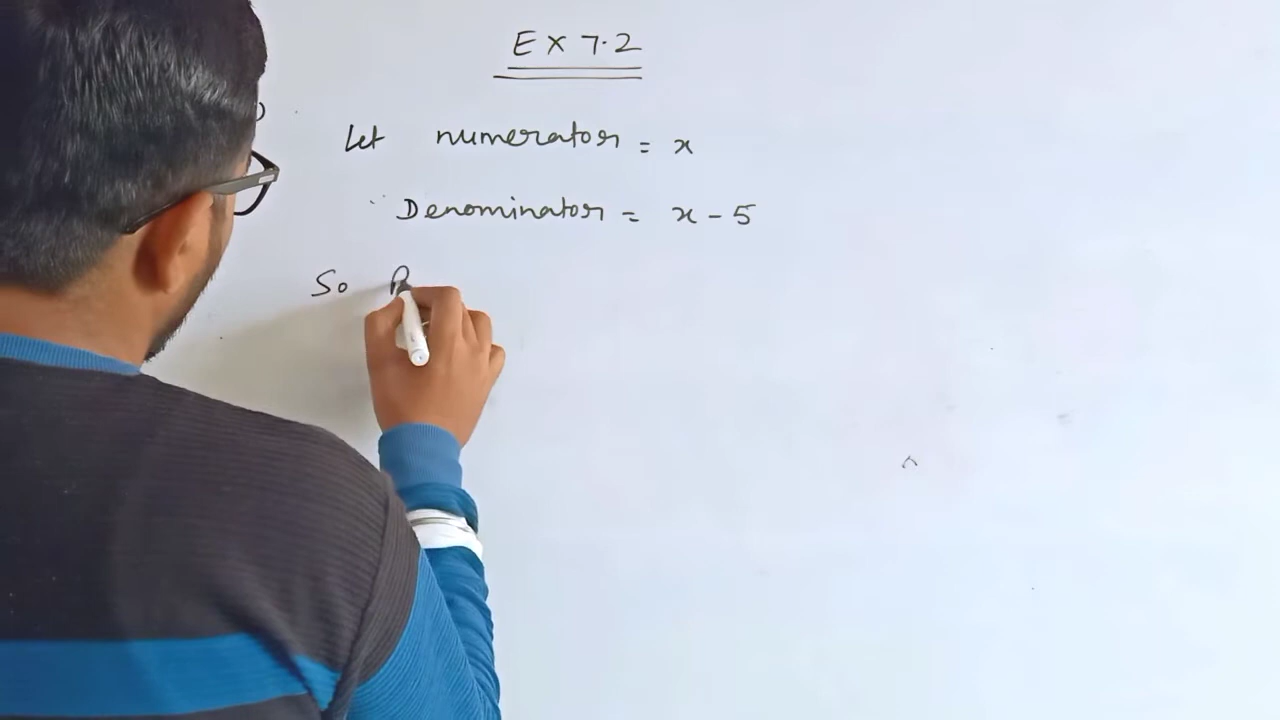 Ex 7.2
Let numerator = x
Denominator = x - 5
So